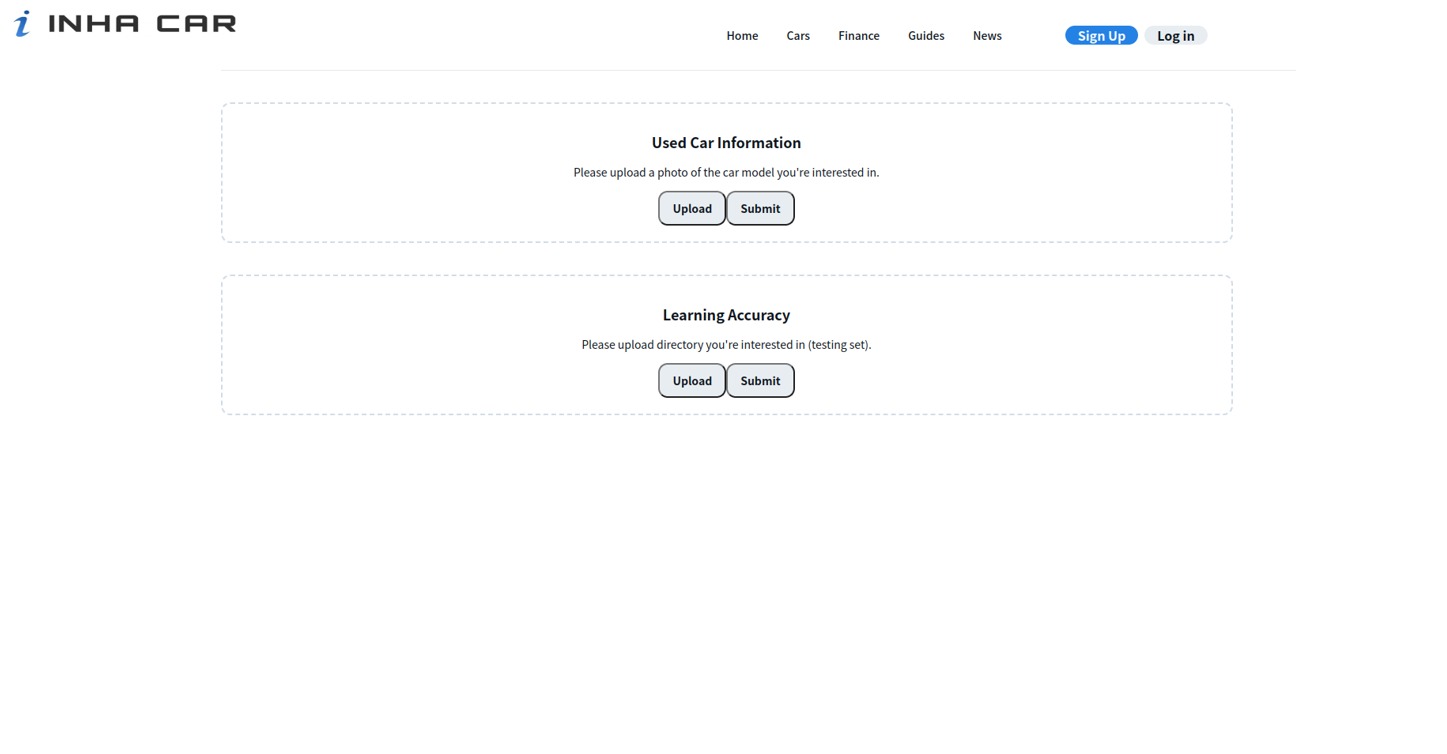 i INHA CAR
Home Cars Finance Guides News Sign Up Log in
Used Car Information
Please upload a photo of the car model you're interested in.
Upload Submit
Learning Accuracy
Please upload directory you're interested in (testing set).
Upload Submit